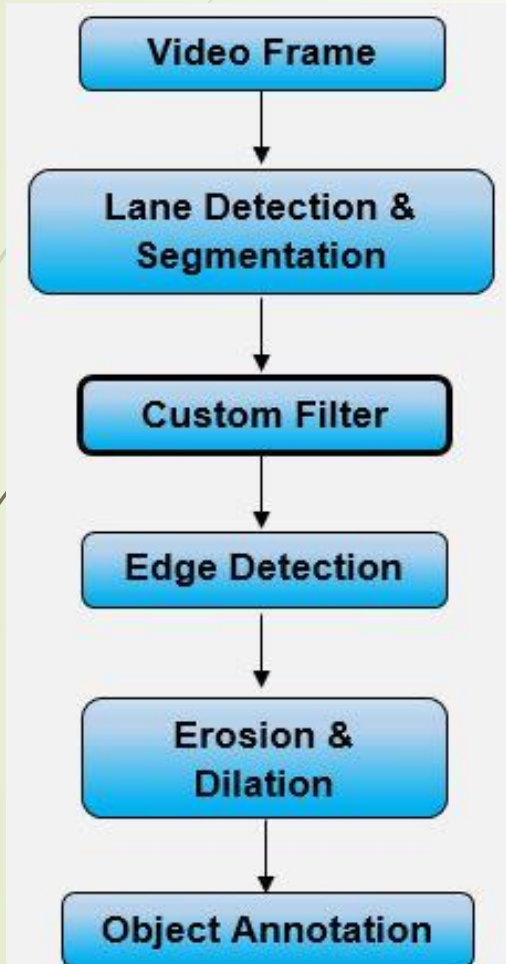 Video Frame
Lane Detection &
Segmentation
Custom Filter
Edge Detection
Erosion &
Dilation
Object Annotation